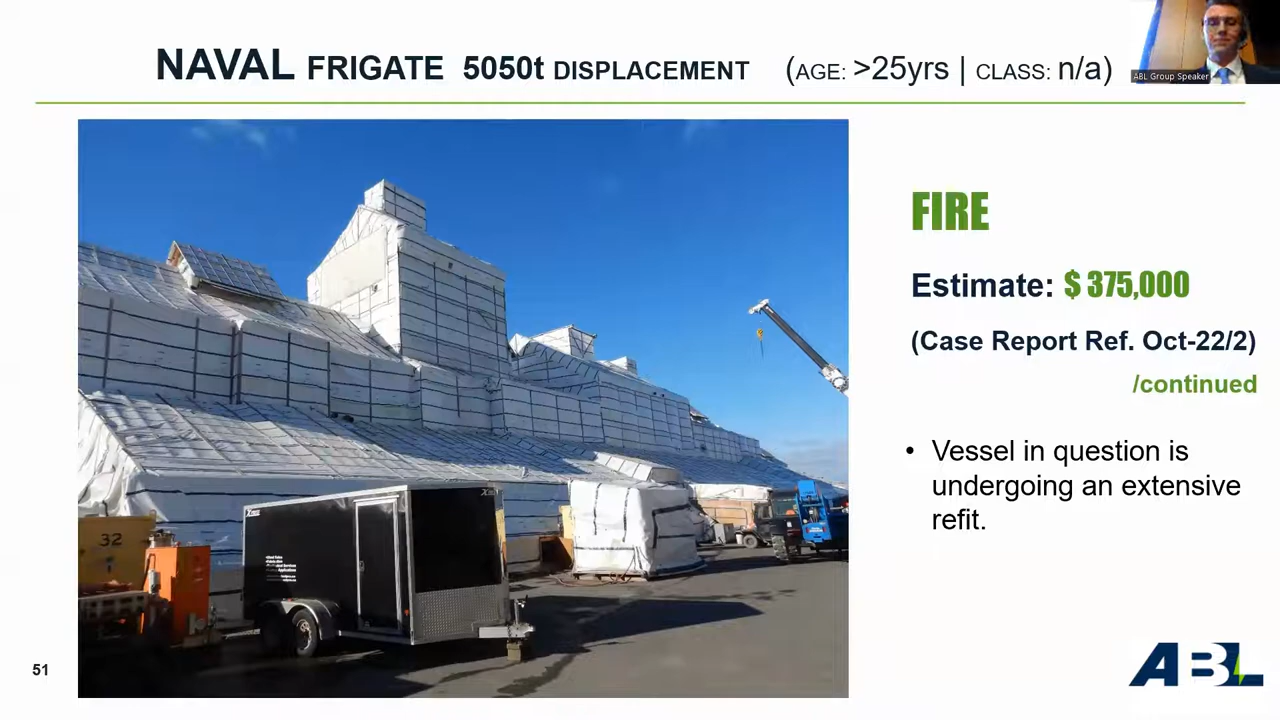 NAVAL FRIGATE 5050t DISPLACEMENT (AGE: >25yrs | CLASS: n/a)
ABL Group Speaker
FIRE
Estimate: $ 375,000
(Case Report Ref. Oct-22/2)
/continued
• Vessel in question is
undergoing an extensive
refit.
32
51
ABL